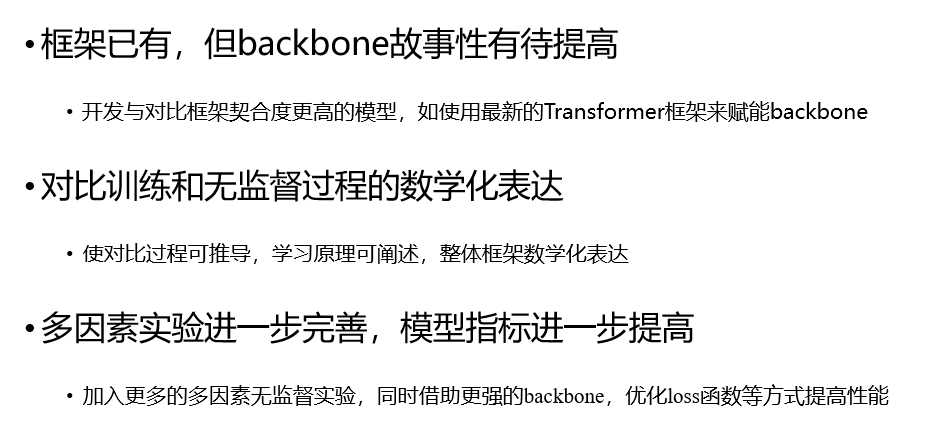 • 框架已有，但backbone故事性有待提高
• 开发与对比框架契合度更高的模型，如使用最新的Transformer框架来赋能backbone
• 对比训练和无监督过程的数学化表达
• 使对比过程可推导，学习原理可阐述，整体框架数学化表达
• 多因素实验进一步完善，模型指标进一步提高
• 加入更多的多因素无监督实验，同时借助更强的backbone，优化loss函数等方式提高性能